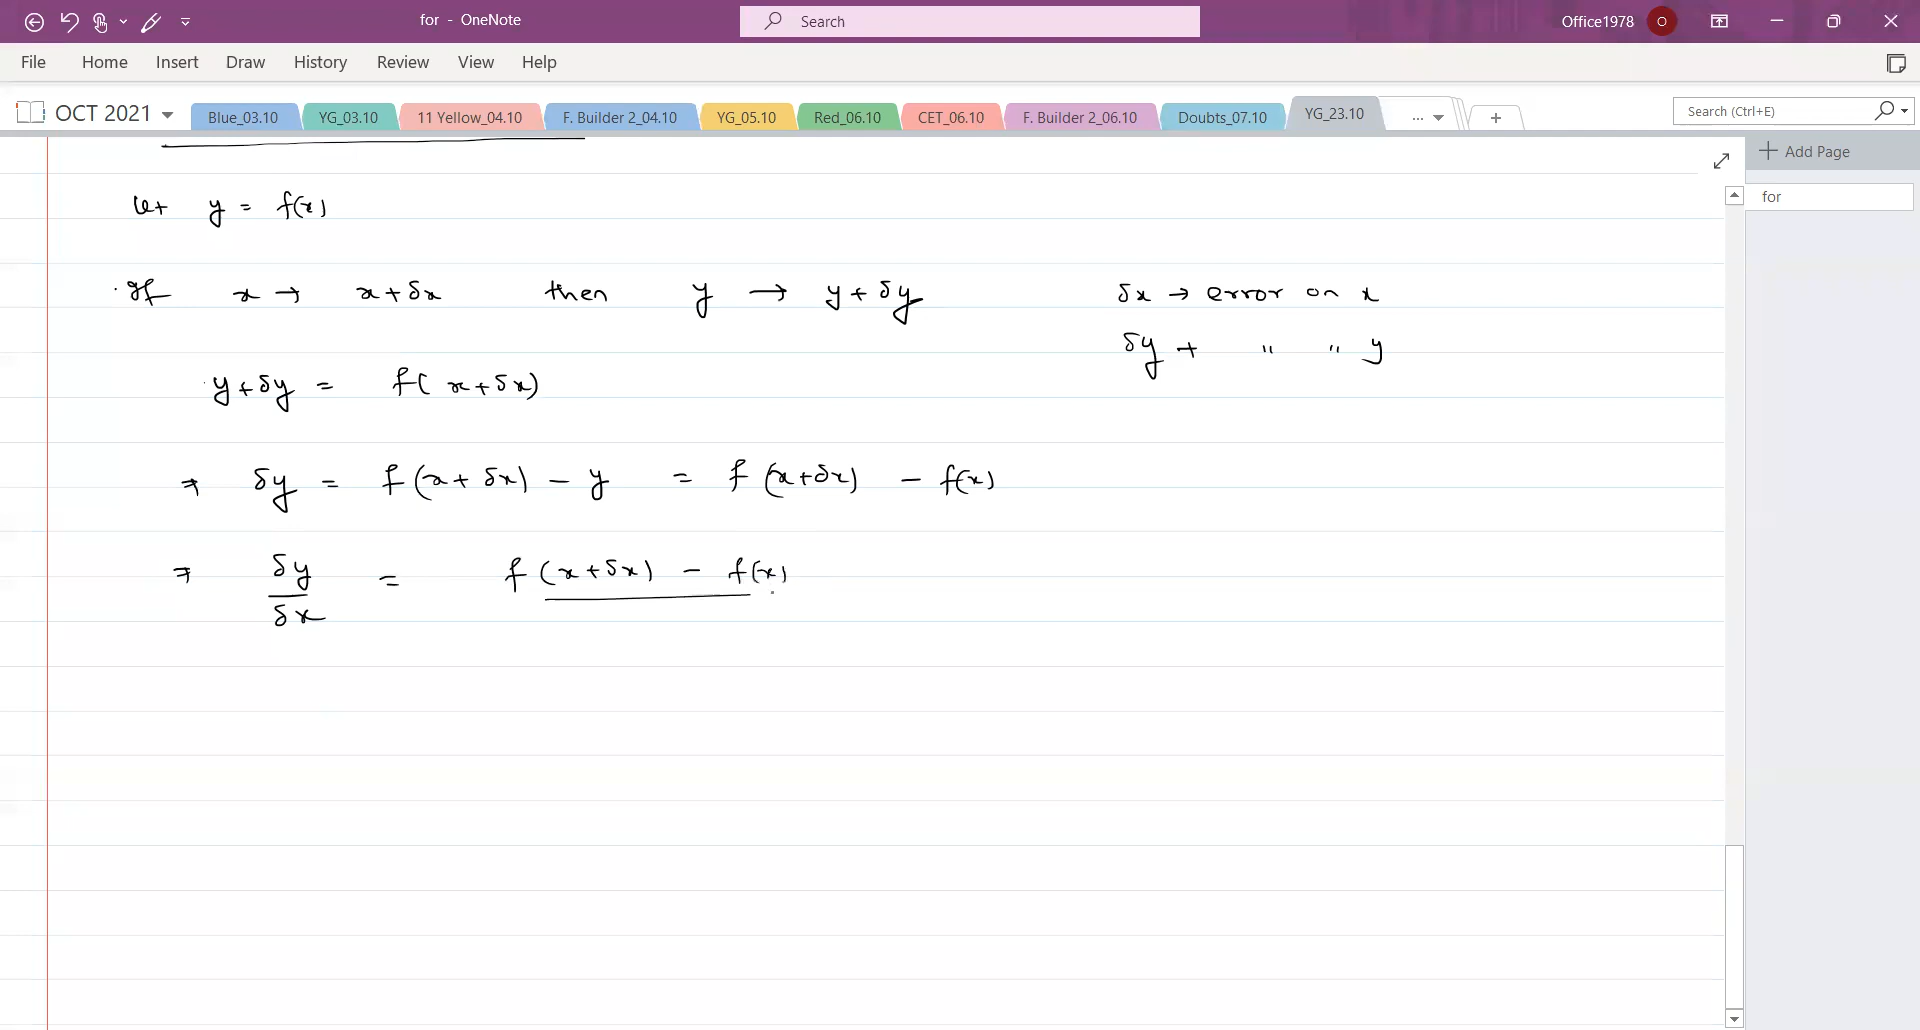 for - OneNote
Search
Office1978
O
File Home Insert Draw History Review View Help
OCT 2021
Blue_03.10
YG_03.10
11 Yellow_04.10
F. Builder 2_04.10
YG_05.10
Red_06.10
CET_06.10
F. Builder 2_06.10
Doubts_07.10
YG_23.10
...
+
Search (Ctrl+E)
+ Add Page
for
Let y = f(x)
If x → x + δx then y → y + δy
δx → error on x
δy → " " y
y + δy = f(x + δx)
⇒ δy = f(x + δx) - y = f(x + δx) - f(x)
⇒ δy/δx = f(x + δx) - f(x)